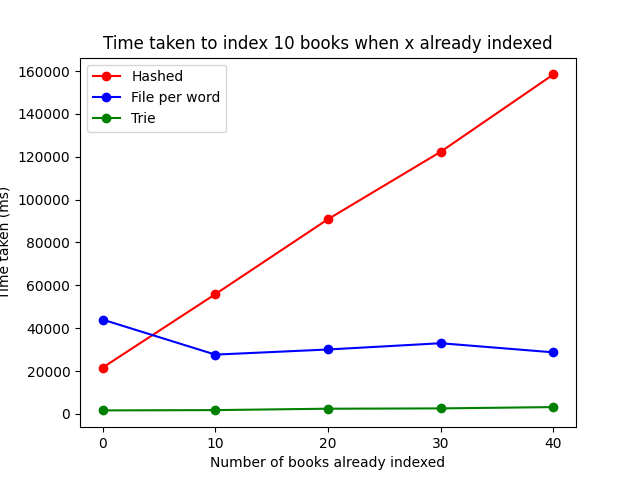 Time taken to index 10 books when x already indexed
Hashed
File per word
Trie
160000
140000
120000
100000
80000
60000
40000
20000
0
Time taken (ms)
0 10 20 30 40
Number of books already indexed